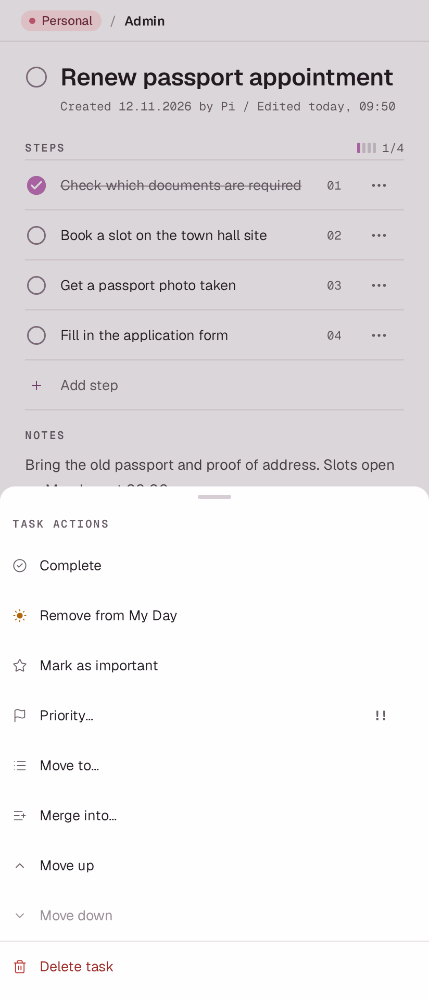 Personal / Admin
Renew passport appointment
Created 12.11.2026 by Pi / Edited today, 09:50
STEPS 1/4
Check which documents are required 01
Book a slot on the town hall site 02
Get a passport photo taken 03
Fill in the application form 04
Add step
NOTES
Bring the old passport and proof of address. Slots open
TASK ACTIONS
Complete
Remove from My Day
Mark as important
Priority… !!
Move to…
Merge into…
Move up
Move down
Delete task